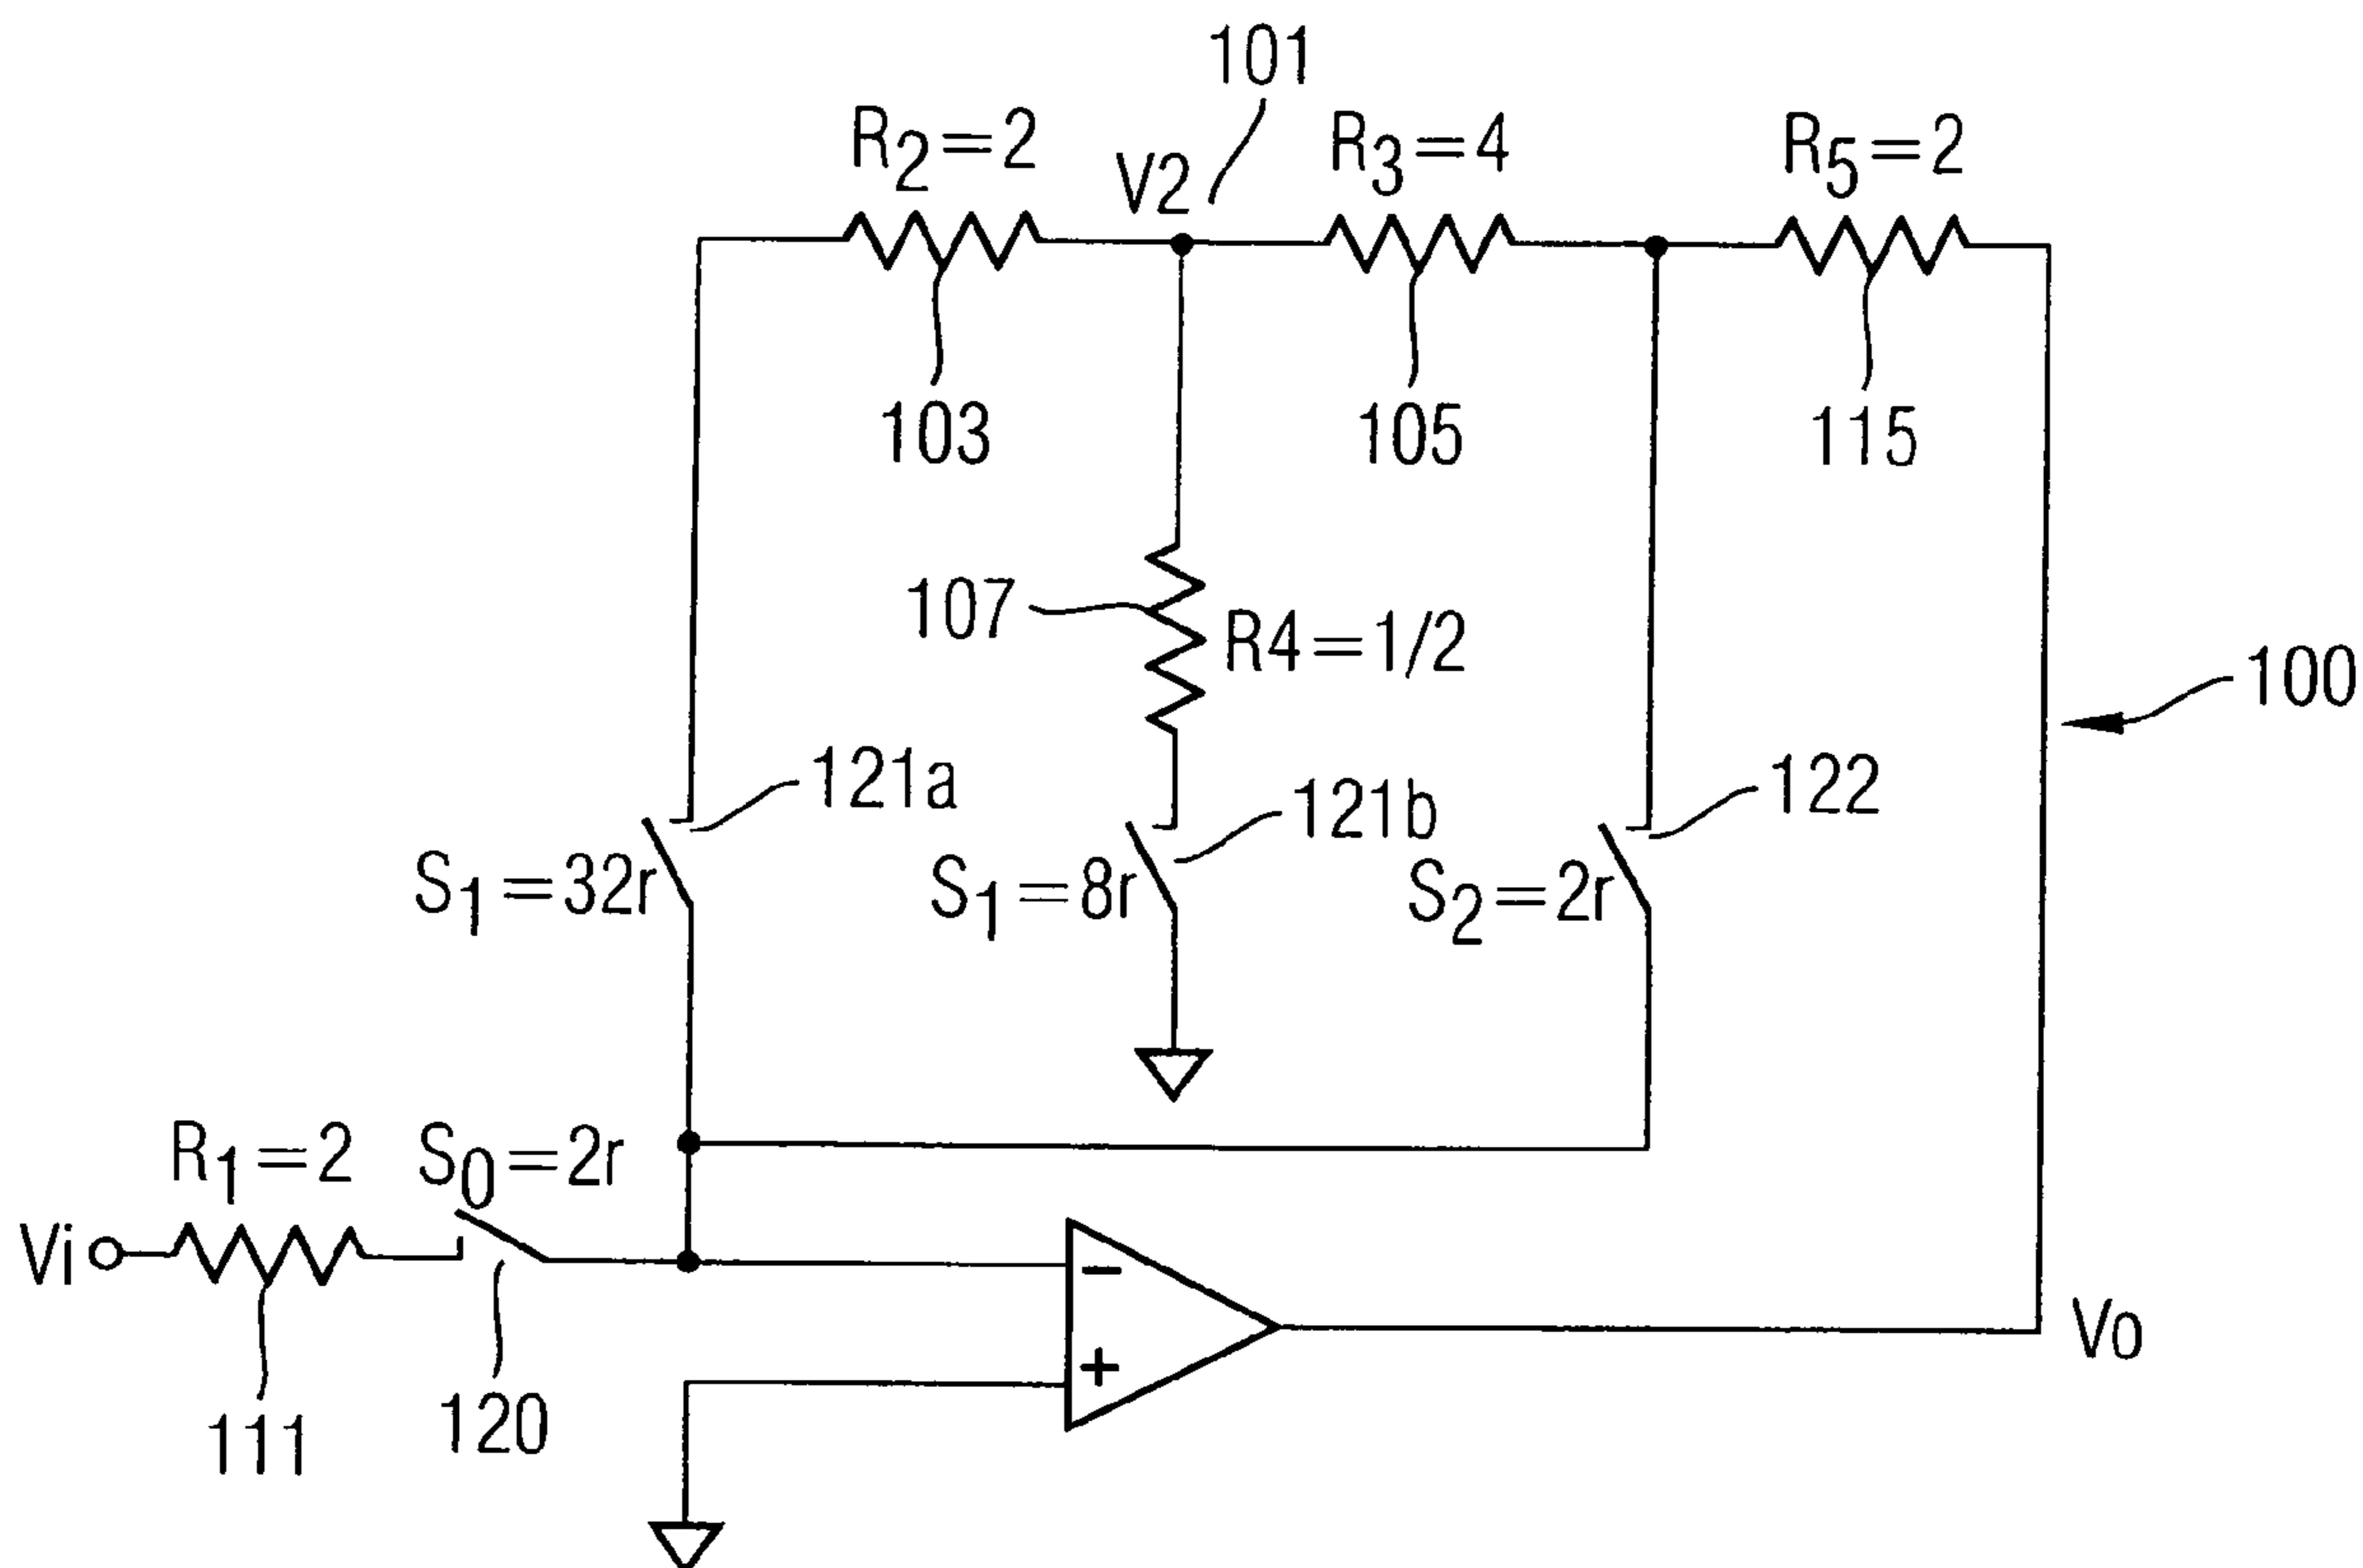 101
R2=2
V2
R3=4
R5=2
103
105
115
107
R4=1/2
100
121a
121b
122
S1=32r
S1=8r
S2=2r
R1=2
S0=2r
Vi
−
+
Vo
111
120